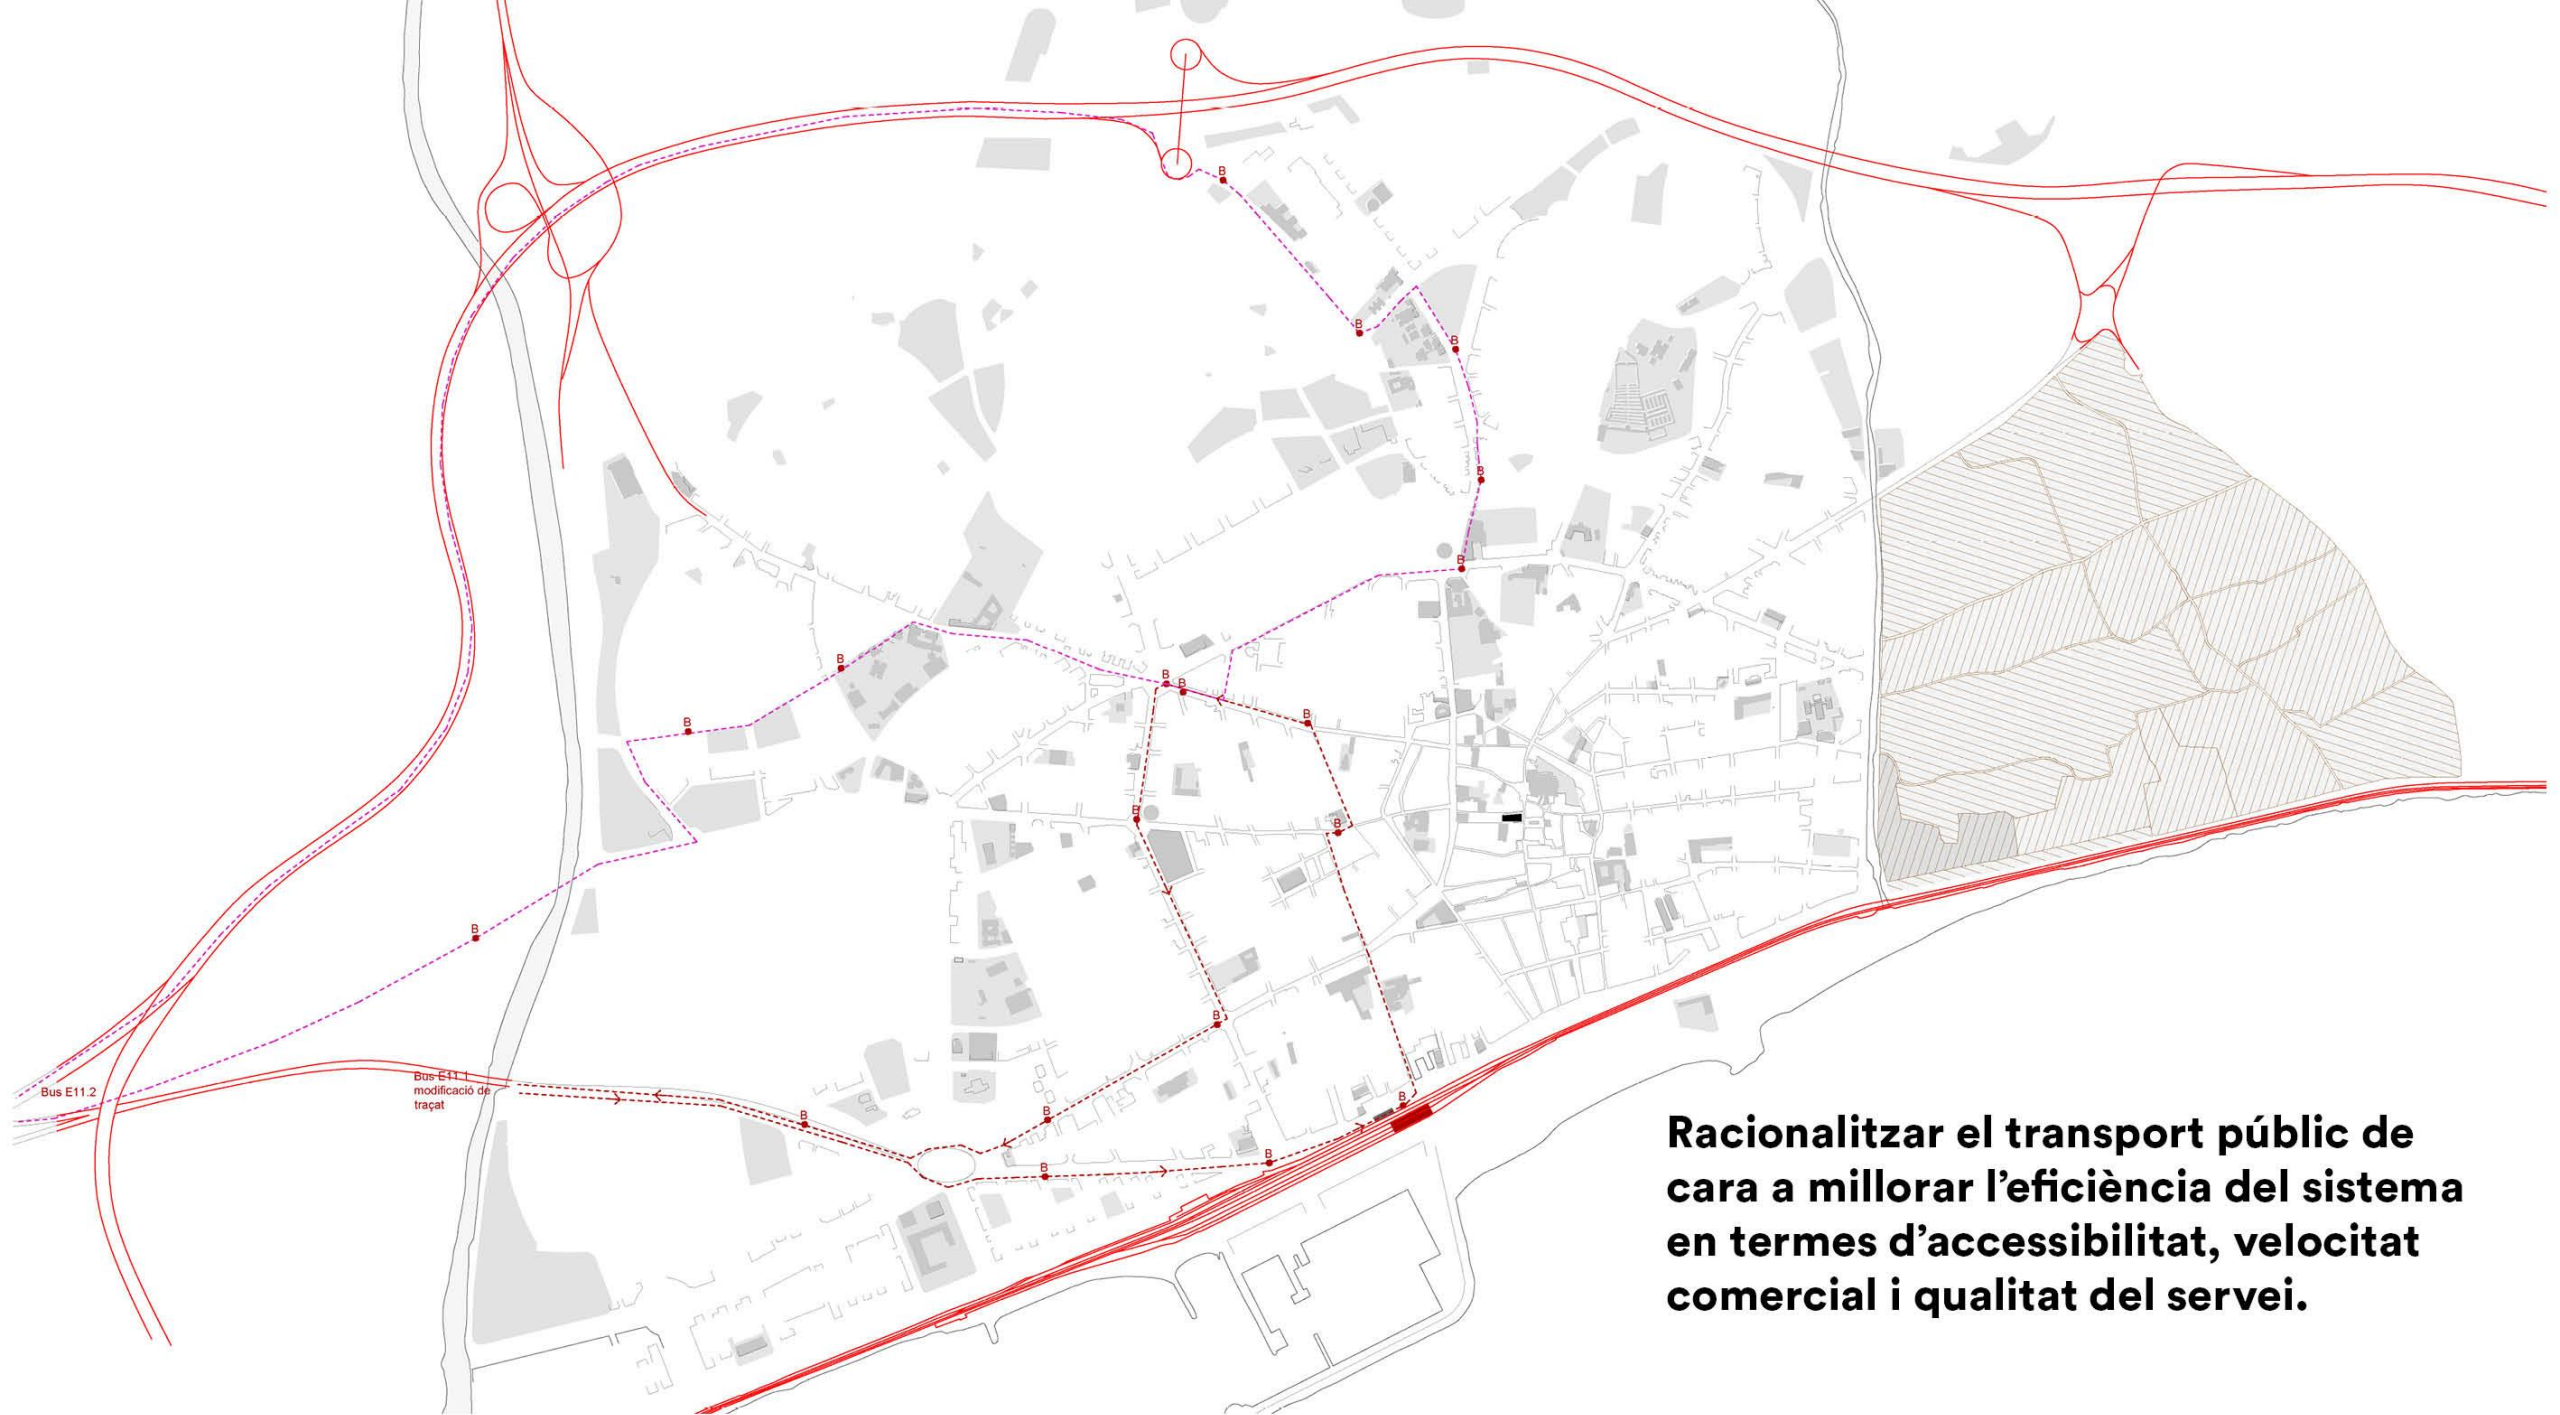 B
B
B
B
B
B
B
B
B
B
B
B
B
B
Bus E11.1
modificació de
traçat
Bus E11.2
B
B
B
B
B
Racionalitzar el transport públic de
cara a millorar l’eficiència del sistema
en termes d’accessibilitat, velocitat
comercial i qualitat del servei.